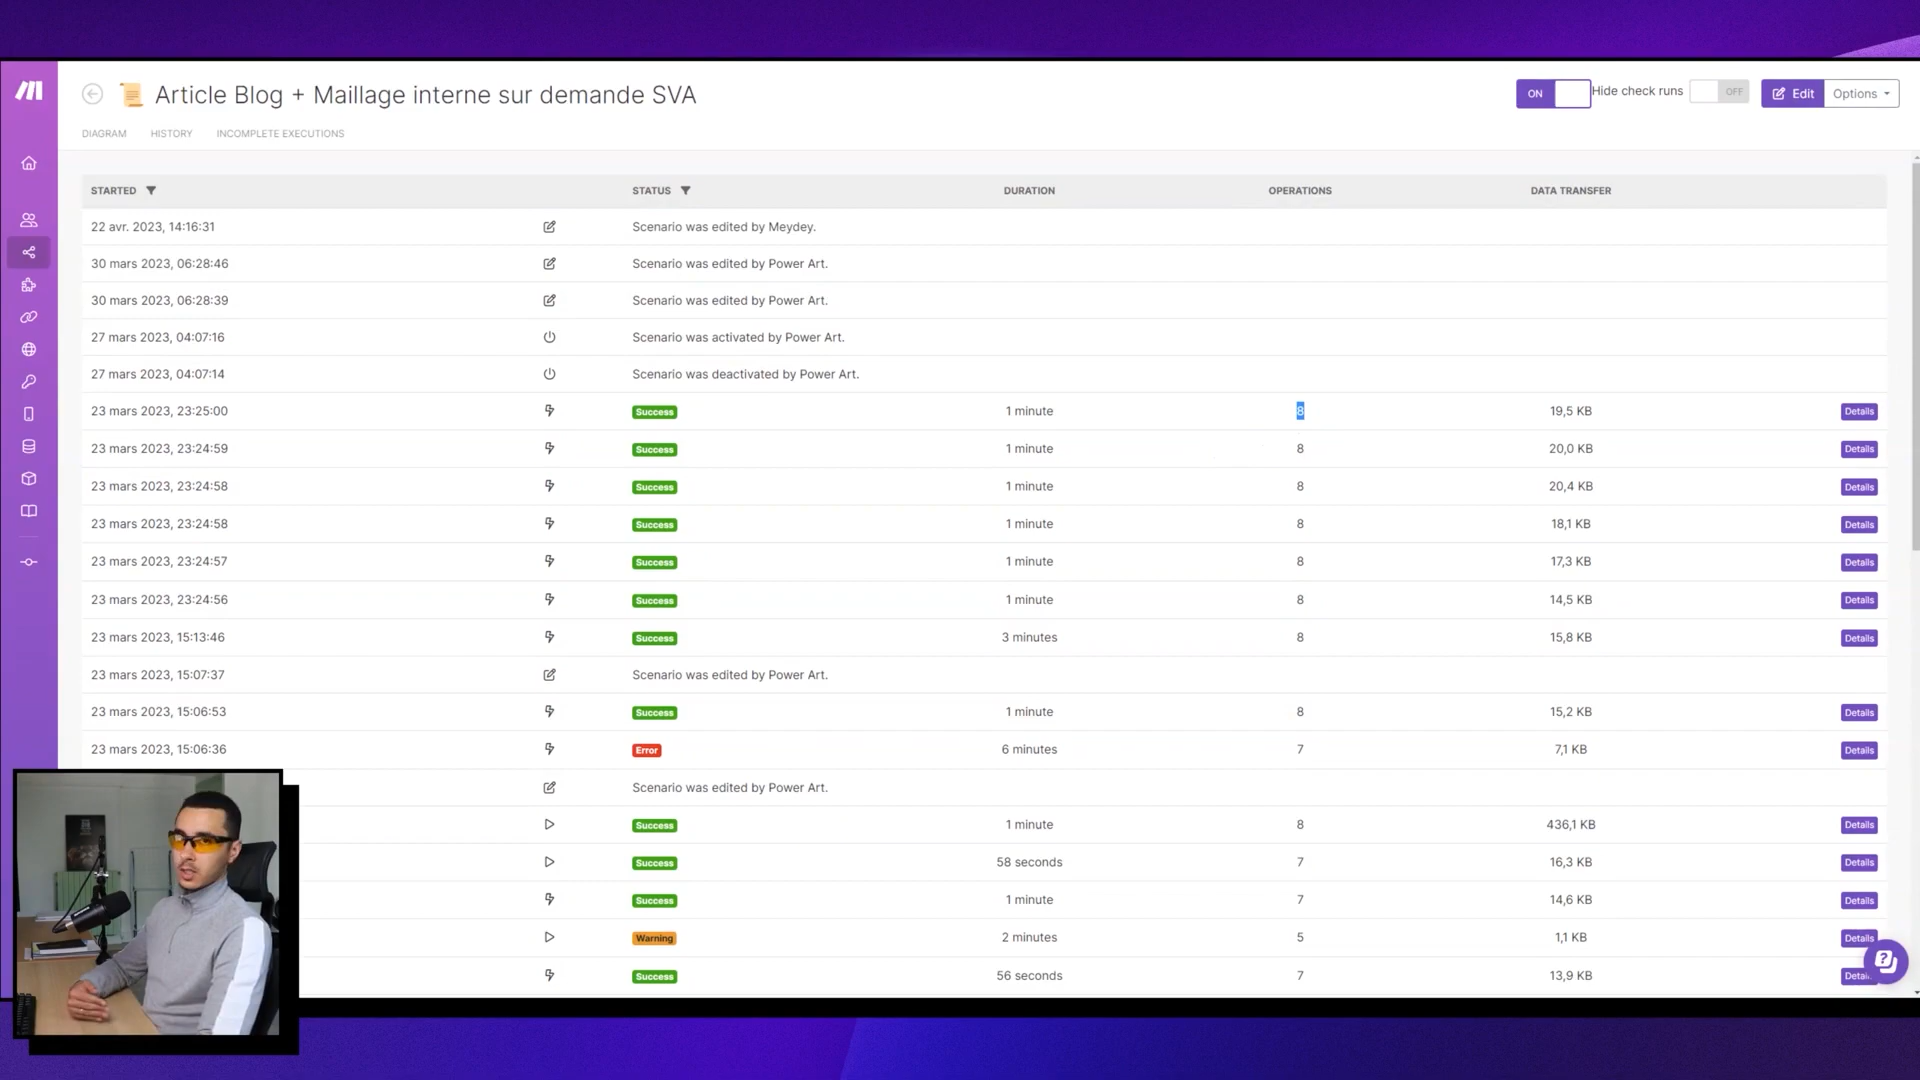 Article Blog + Maillage interne sur demande SVA
ON
Hide check runs
OFF
Edit
Options
DIAGRAM HISTORY INCOMPLETE EXECUTIONS
STARTED STATUS DURATION OPERATIONS DATA TRANSFER
22 avr. 2023, 14:16:31 Scenario was edited by Meydey.
30 mars 2023, 06:28:46 Scenario was edited by Power Art.
30 mars 2023, 06:28:39 Scenario was edited by Power Art.
27 mars 2023, 04:07:16 Scenario was activated by Power Art.
27 mars 2023, 04:07:14 Scenario was deactivated by Power Art.
23 mars 2023, 23:25:00 Success 1 minute 8 19,5 KB Details
23 mars 2023, 23:24:59 Success 1 minute 8 20,0 KB Details
23 mars 2023, 23:24:58 Success 1 minute 8 20,4 KB Details
23 mars 2023, 23:24:58 Success 1 minute 8 18,1 KB Details
23 mars 2023, 23:24:57 Success 1 minute 8 17,3 KB Details
23 mars 2023, 23:24:56 Success 1 minute 8 14,5 KB Details
23 mars 2023, 15:13:46 Success 3 minutes 8 15,8 KB Details
23 mars 2023, 15:07:37 Scenario was edited by Power Art.
23 mars 2023, 15:06:53 Success 1 minute 8 15,2 KB Details
23 mars 2023, 15:06:36 Error 6 minutes 7 7,1 KB Details
Scenario was edited by Power Art.
Success 1 minute 8 436,1 KB Details
Success 58 seconds 7 16,3 KB Details
Success 1 minute 7 14,6 KB Details
Warning 2 minutes 5 1,1 KB Details
Success 56 seconds 7 13,9 KB Detai